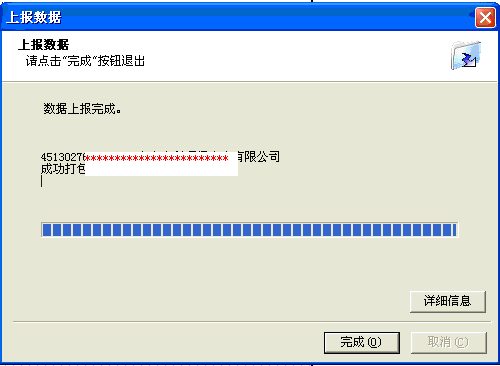 上报数据
上报数据
请点击“完成”按钮退出
数据上报完成。
4513027************************有限公司
成功打包
详细信息
完成(O)
取消(C)